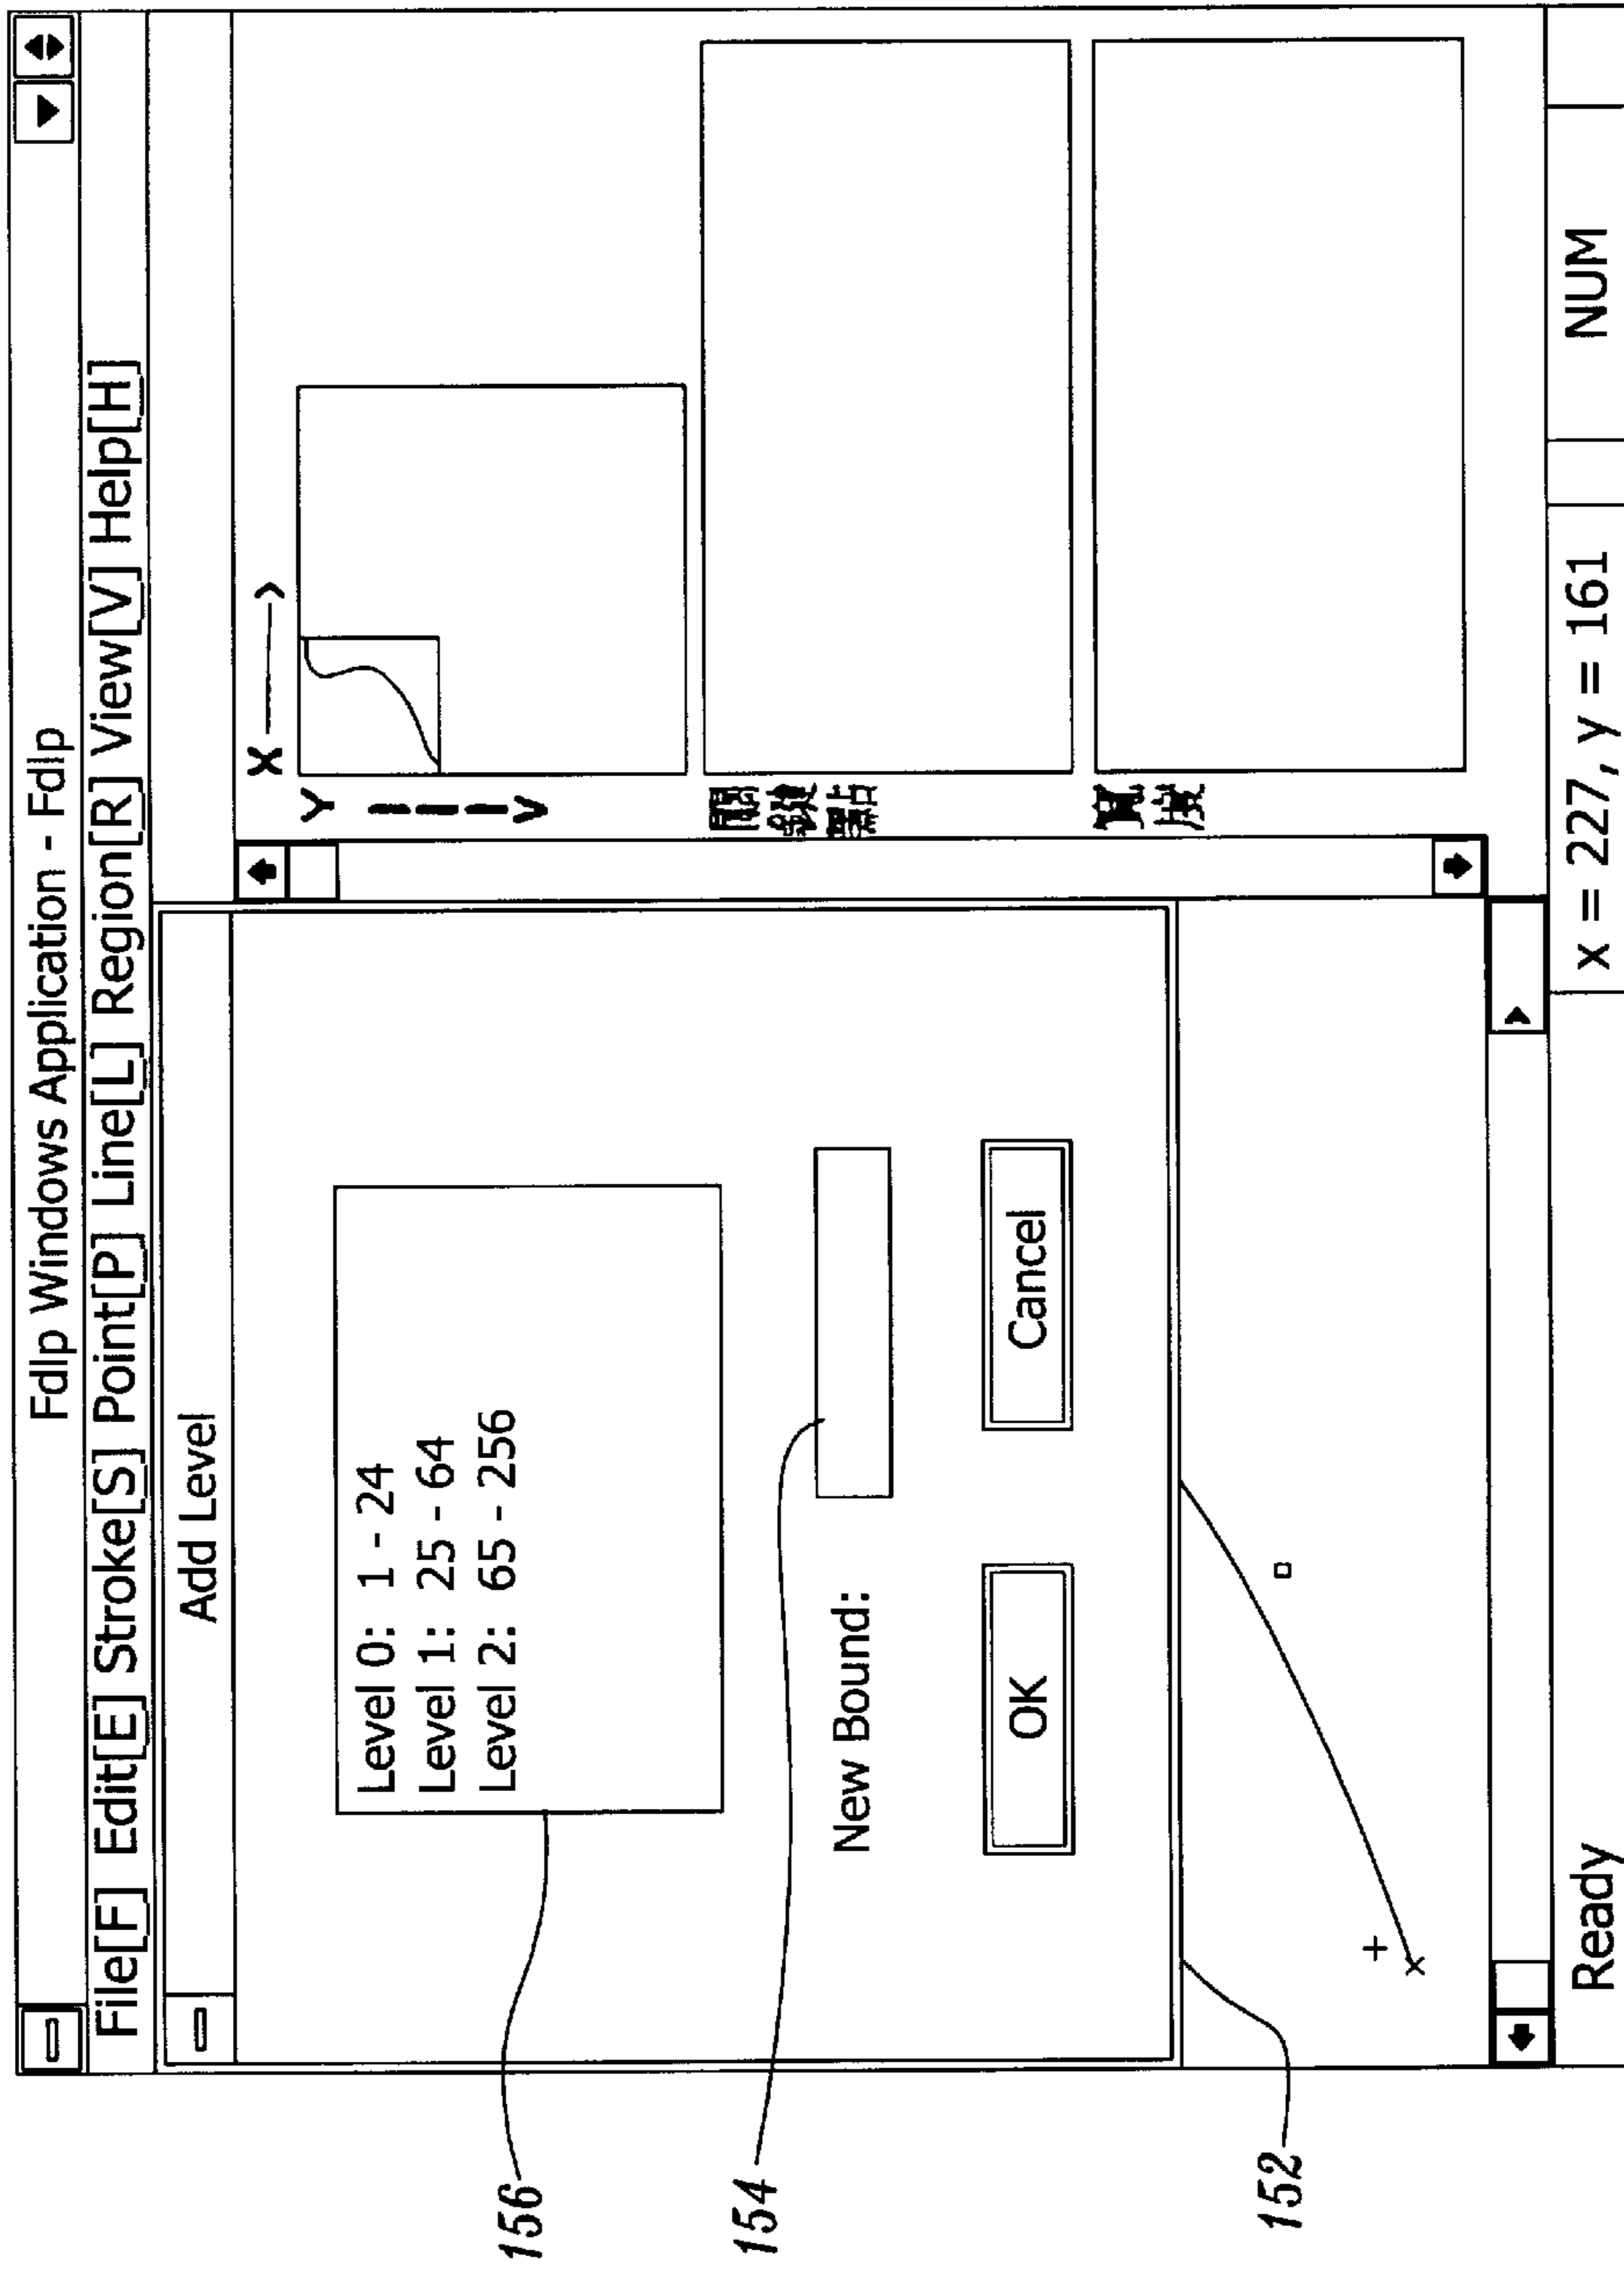 Fdlp Windows Application - Fdlp
File[F] Edit[E] Stroke[S] Point[P] Line[L] Region[R] View[V] Help[H]
Add Level
Level 0: 1 - 24
Level 1: 25 - 64
Level 2: 65 - 256
New Bound:
OK
Cancel
X
Y
Ready
x = 227, y = 161
NUM
156
154
152